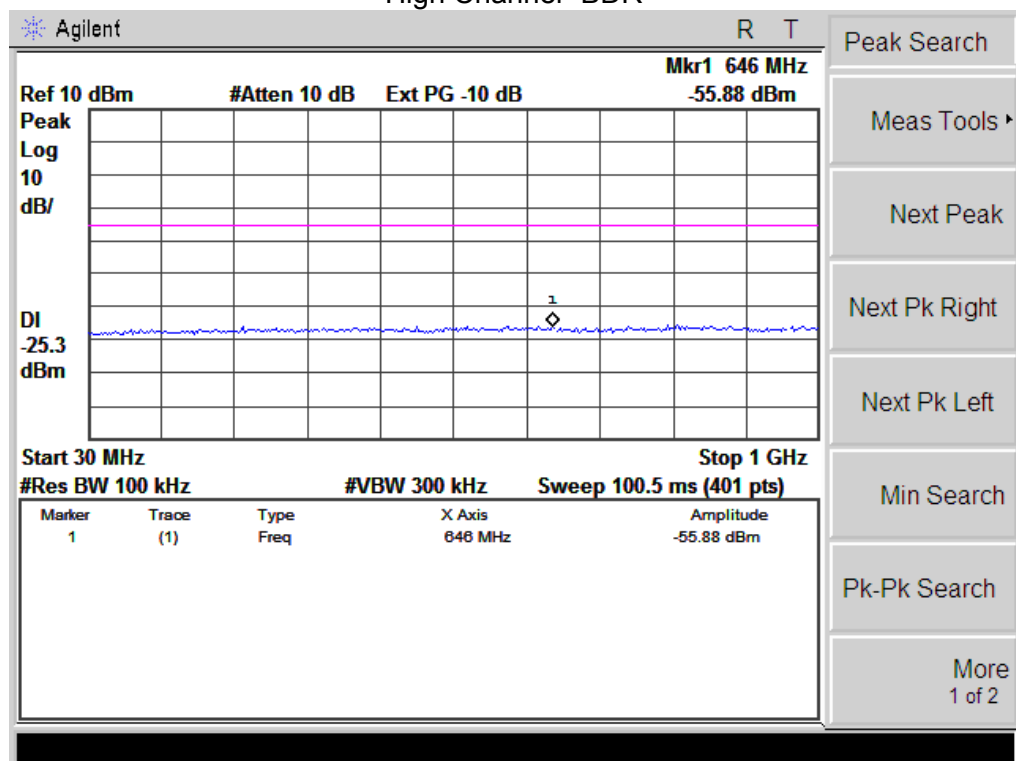 High Channel BDR
Agilent R T
Peak Search
Mkr1 646 MHz
Ref 10 dBm #Atten 10 dB Ext PG -10 dB -55.88 dBm
Peak
Log
10
dB/
1
DI
-25.3
dBm
Start 30 MHz Stop 1 GHz
#Res BW 100 kHz #VBW 300 kHz Sweep 100.5 ms (401 pts)
Marker Trace Type X Axis Amplitude
1 (1) Freq 646 MHz -55.88 dBm
Meas Tools
Next Peak
Next Pk Right
Next Pk Left
Min Search
Pk-Pk Search
More
1 of 2